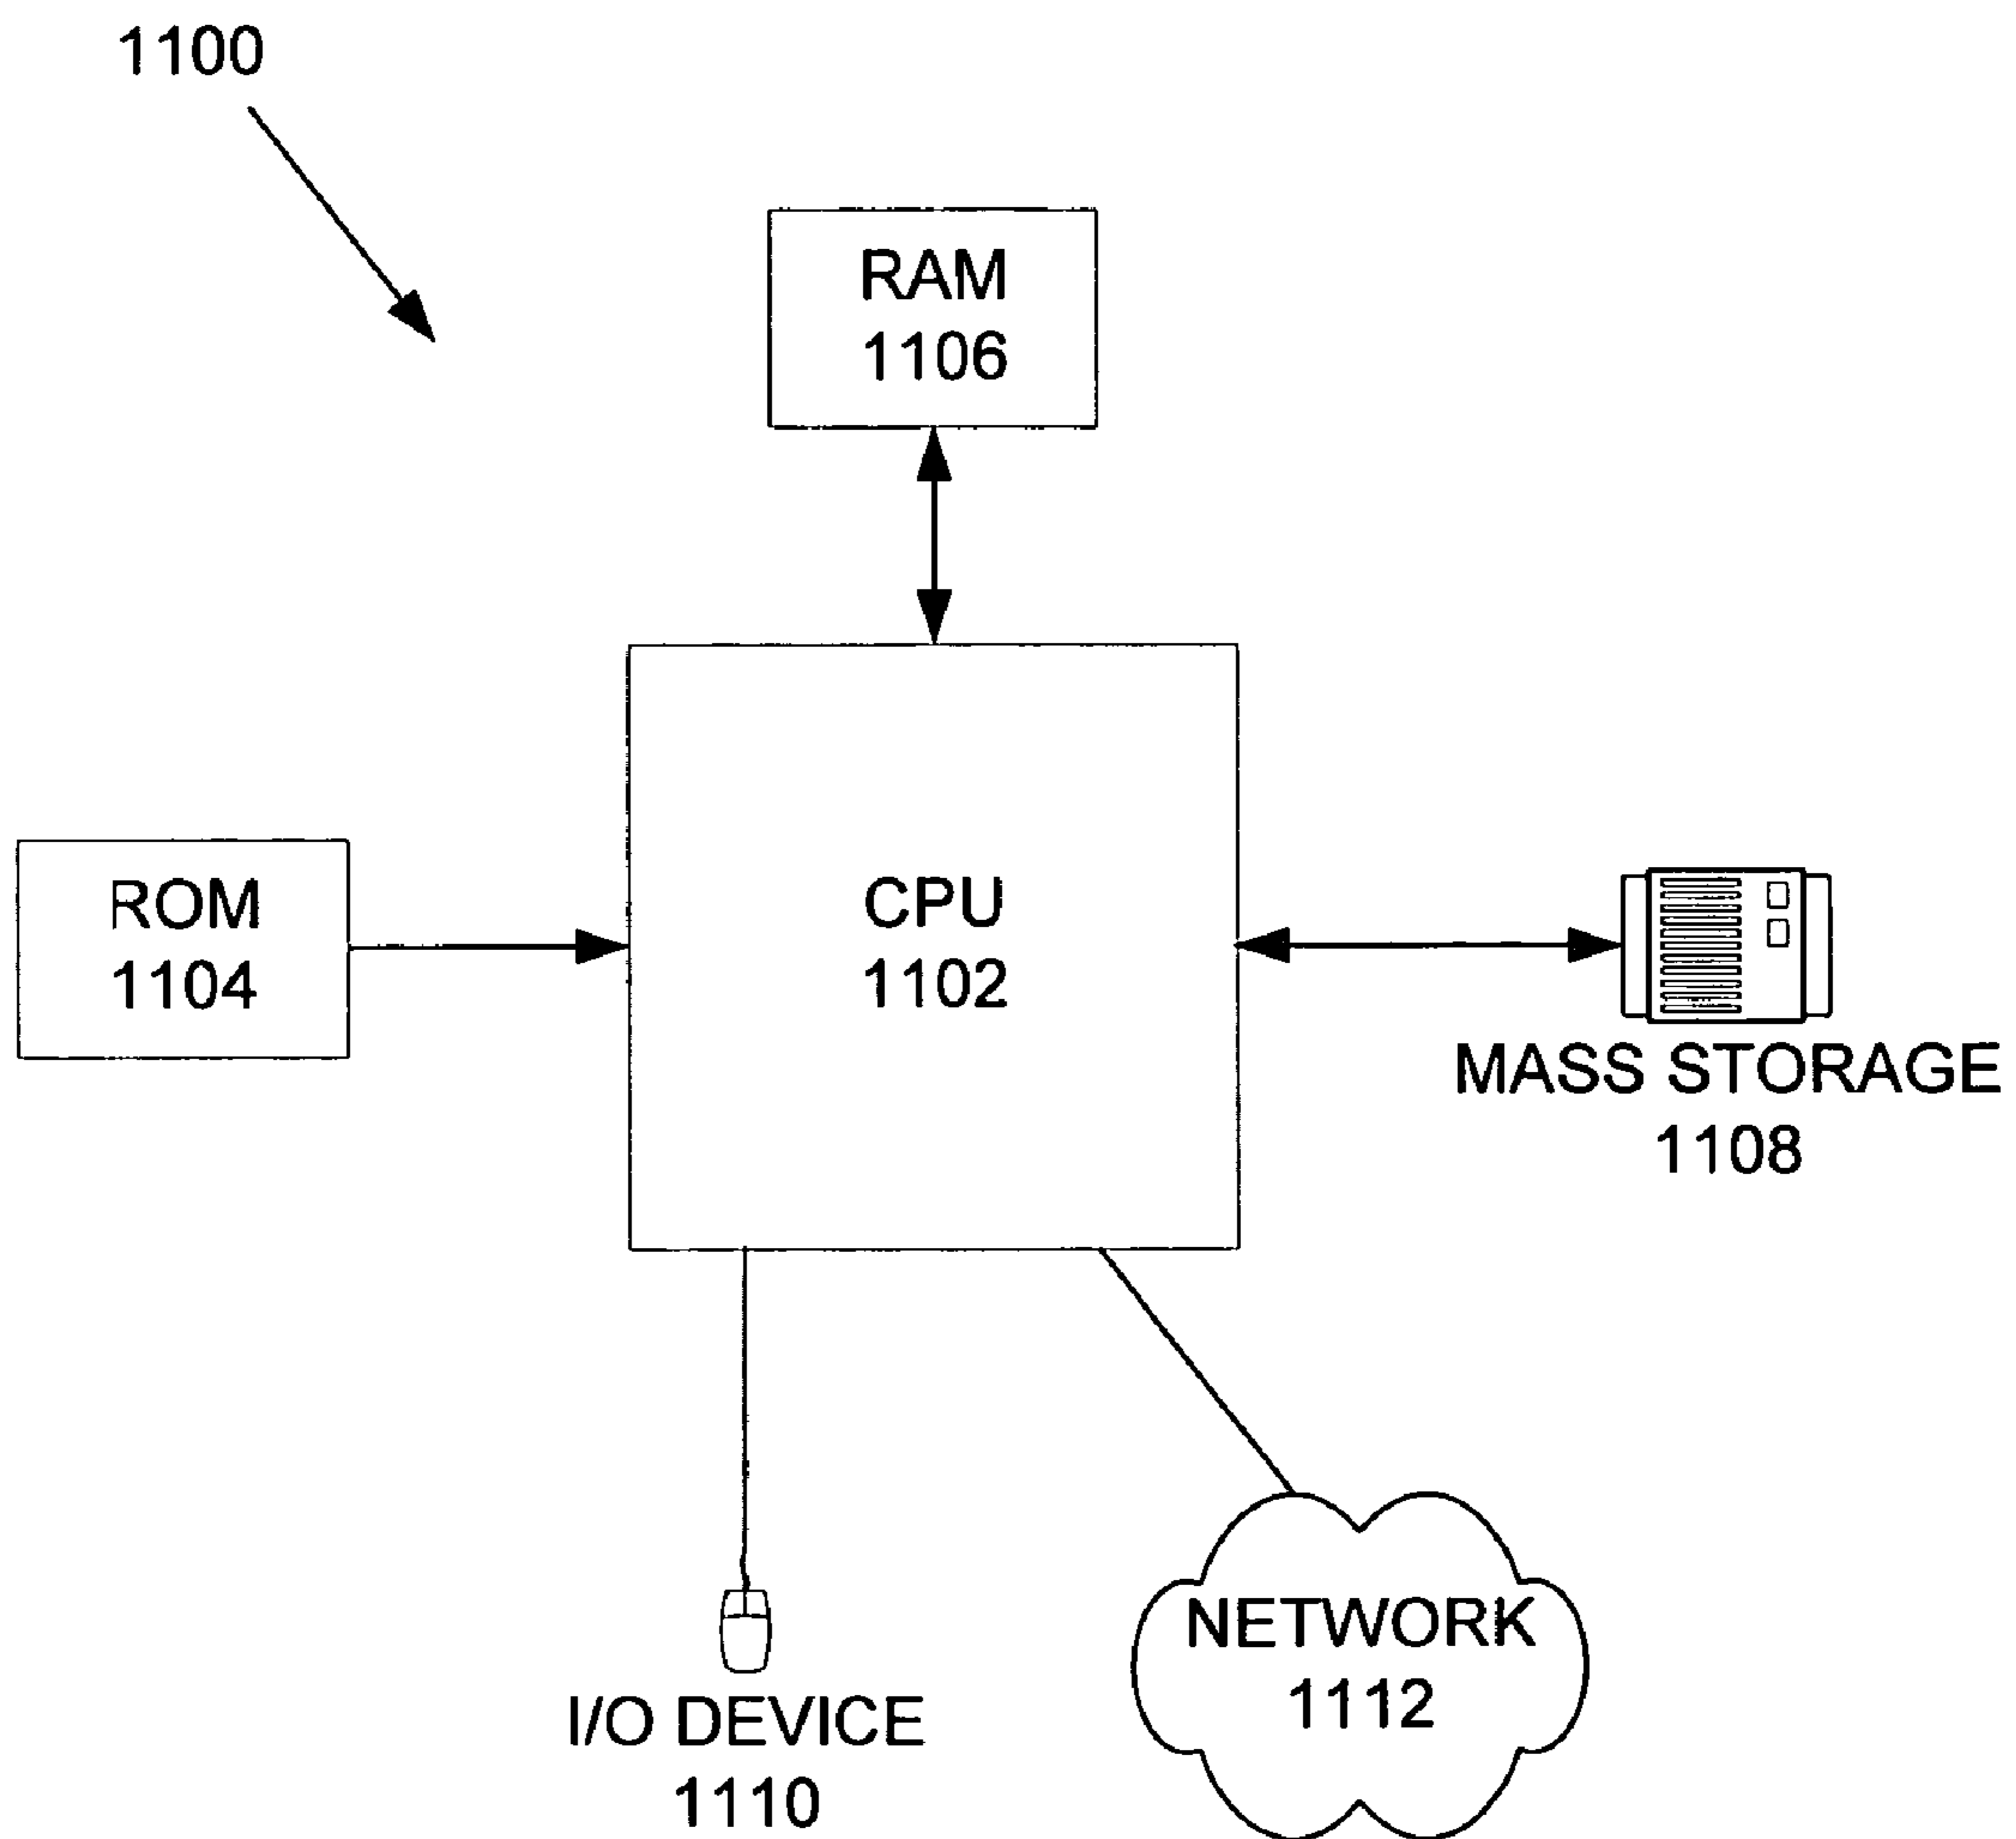 1100
RAM
1106
ROM
1104
CPU
1102
MASS STORAGE
1108
I/O DEVICE
1110
NETWORK
1112